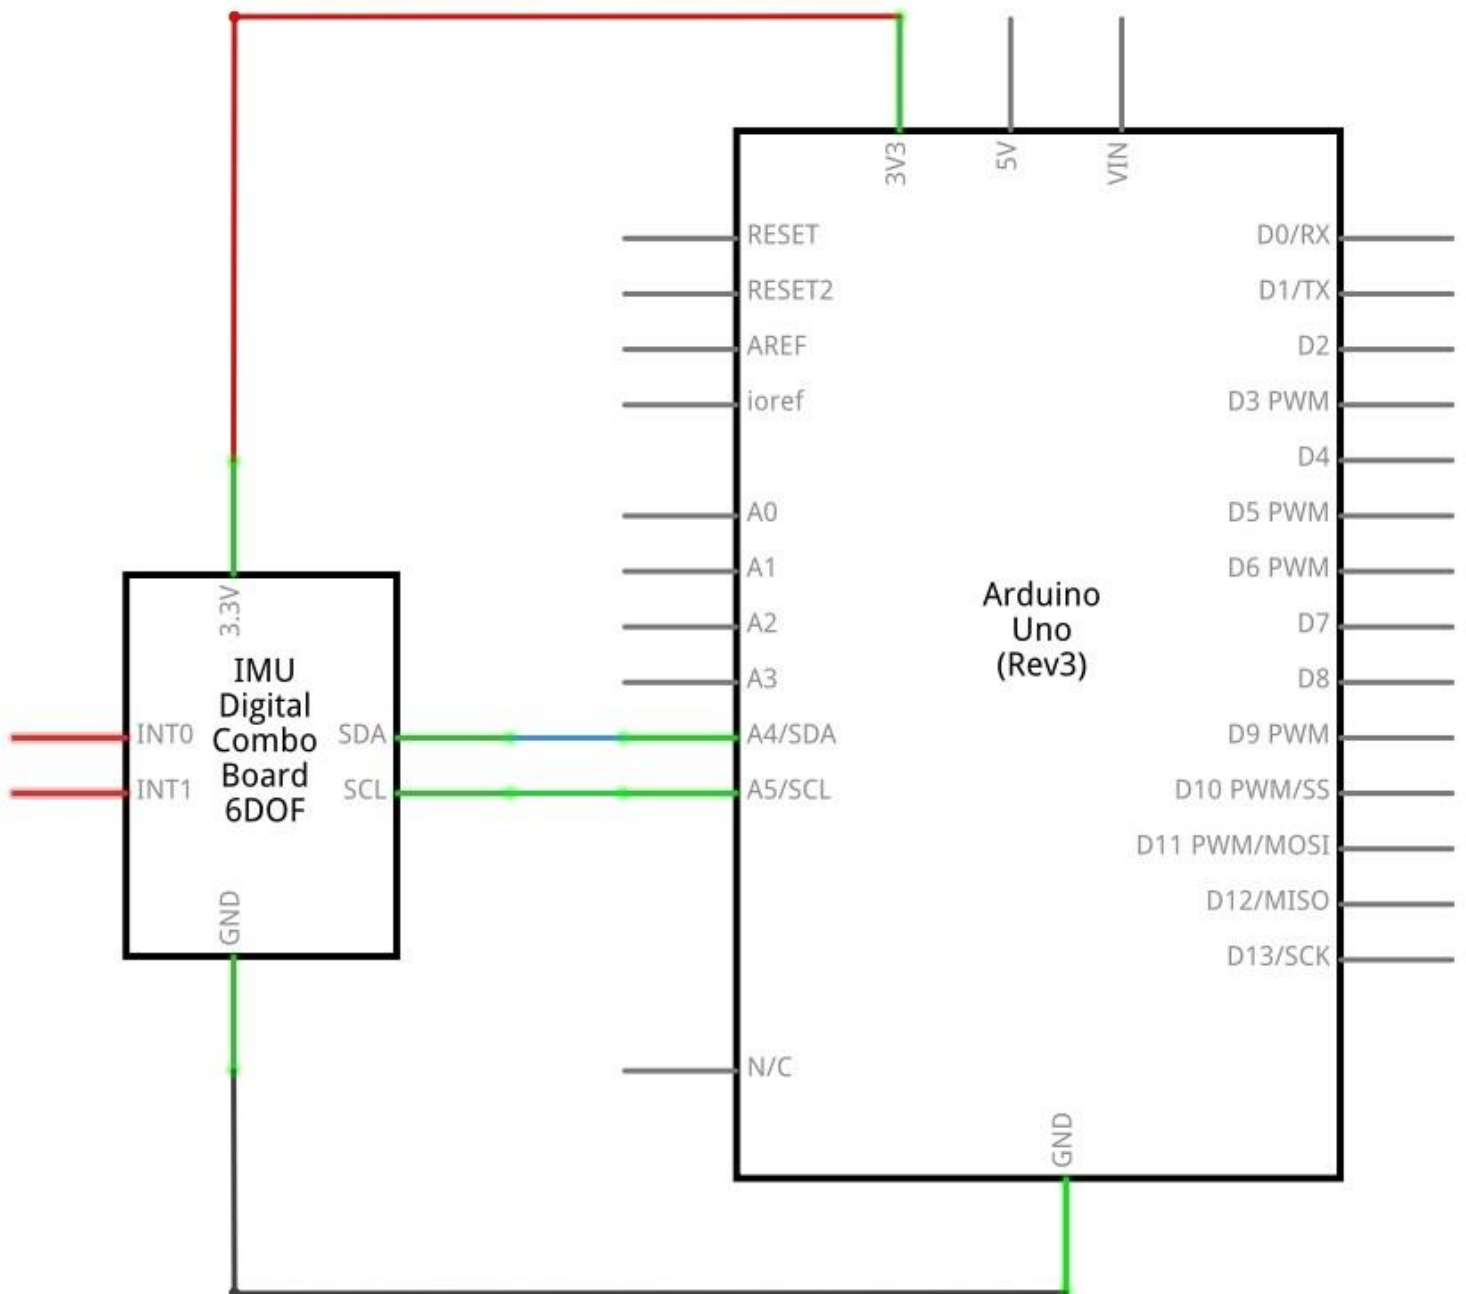 3V3
5V
VIN
RESET
RESET2
AREF
ioref
A0
A1
A2
A3
A4/SDA
A5/SCL
N/C
Arduino
Uno
(Rev3)
D0/RX
D1/TX
D2
D3 PWM
D4
D5 PWM
D6 PWM
D7
D8
D9 PWM
D10 PWM/SS
D11 PWM/MOSI
D12/MISO
D13/SCK
GND
3.3V
IMU
Digital
Combo
Board
6DOF
INT0
INT1
SDA
SCL
GND